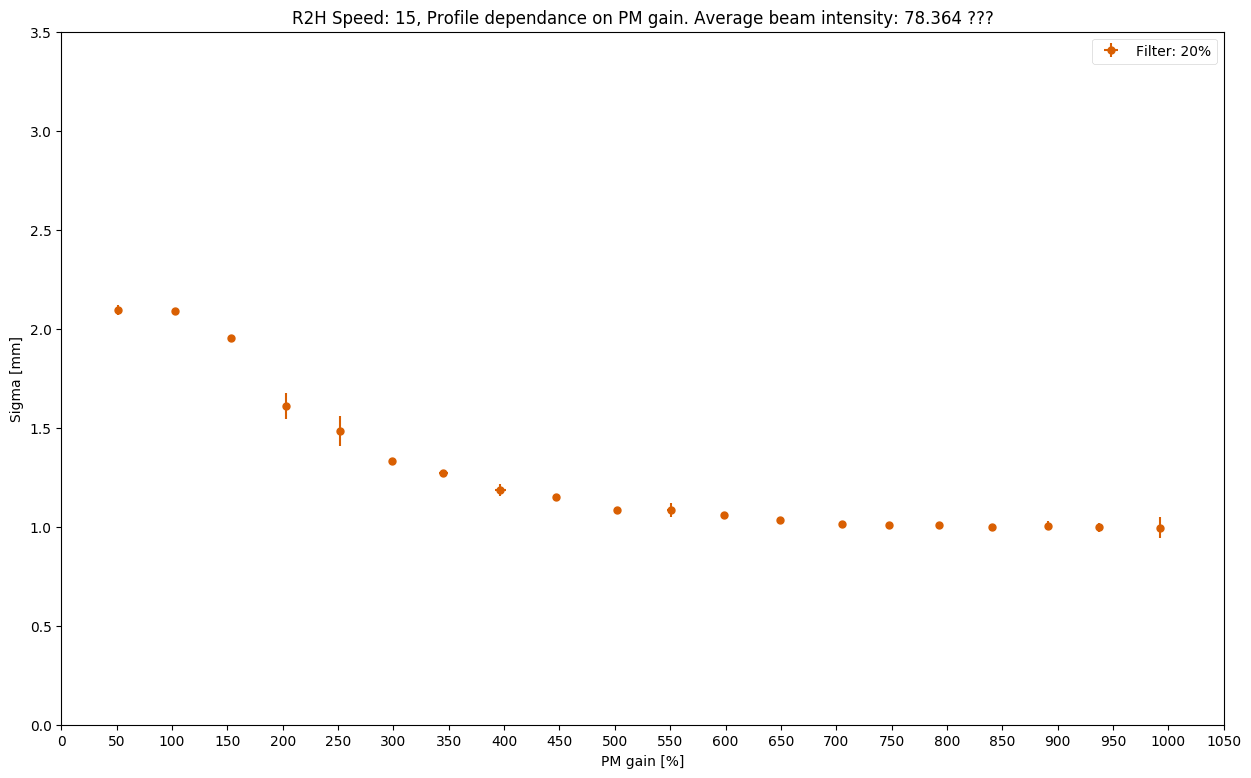 R2H Speed: 15, Profile dependance on PM gain. Average beam intensity: 78.364 ???
Filter: 20%
3.5
3.0
2.5
2.0
1.5
1.0
0.5
0.0
Sigma [mm]
0 50 100 150 200 250 300 350 400 450 500 550 600 650 700 750 800 850 900 950 1000 1050
PM gain [%]